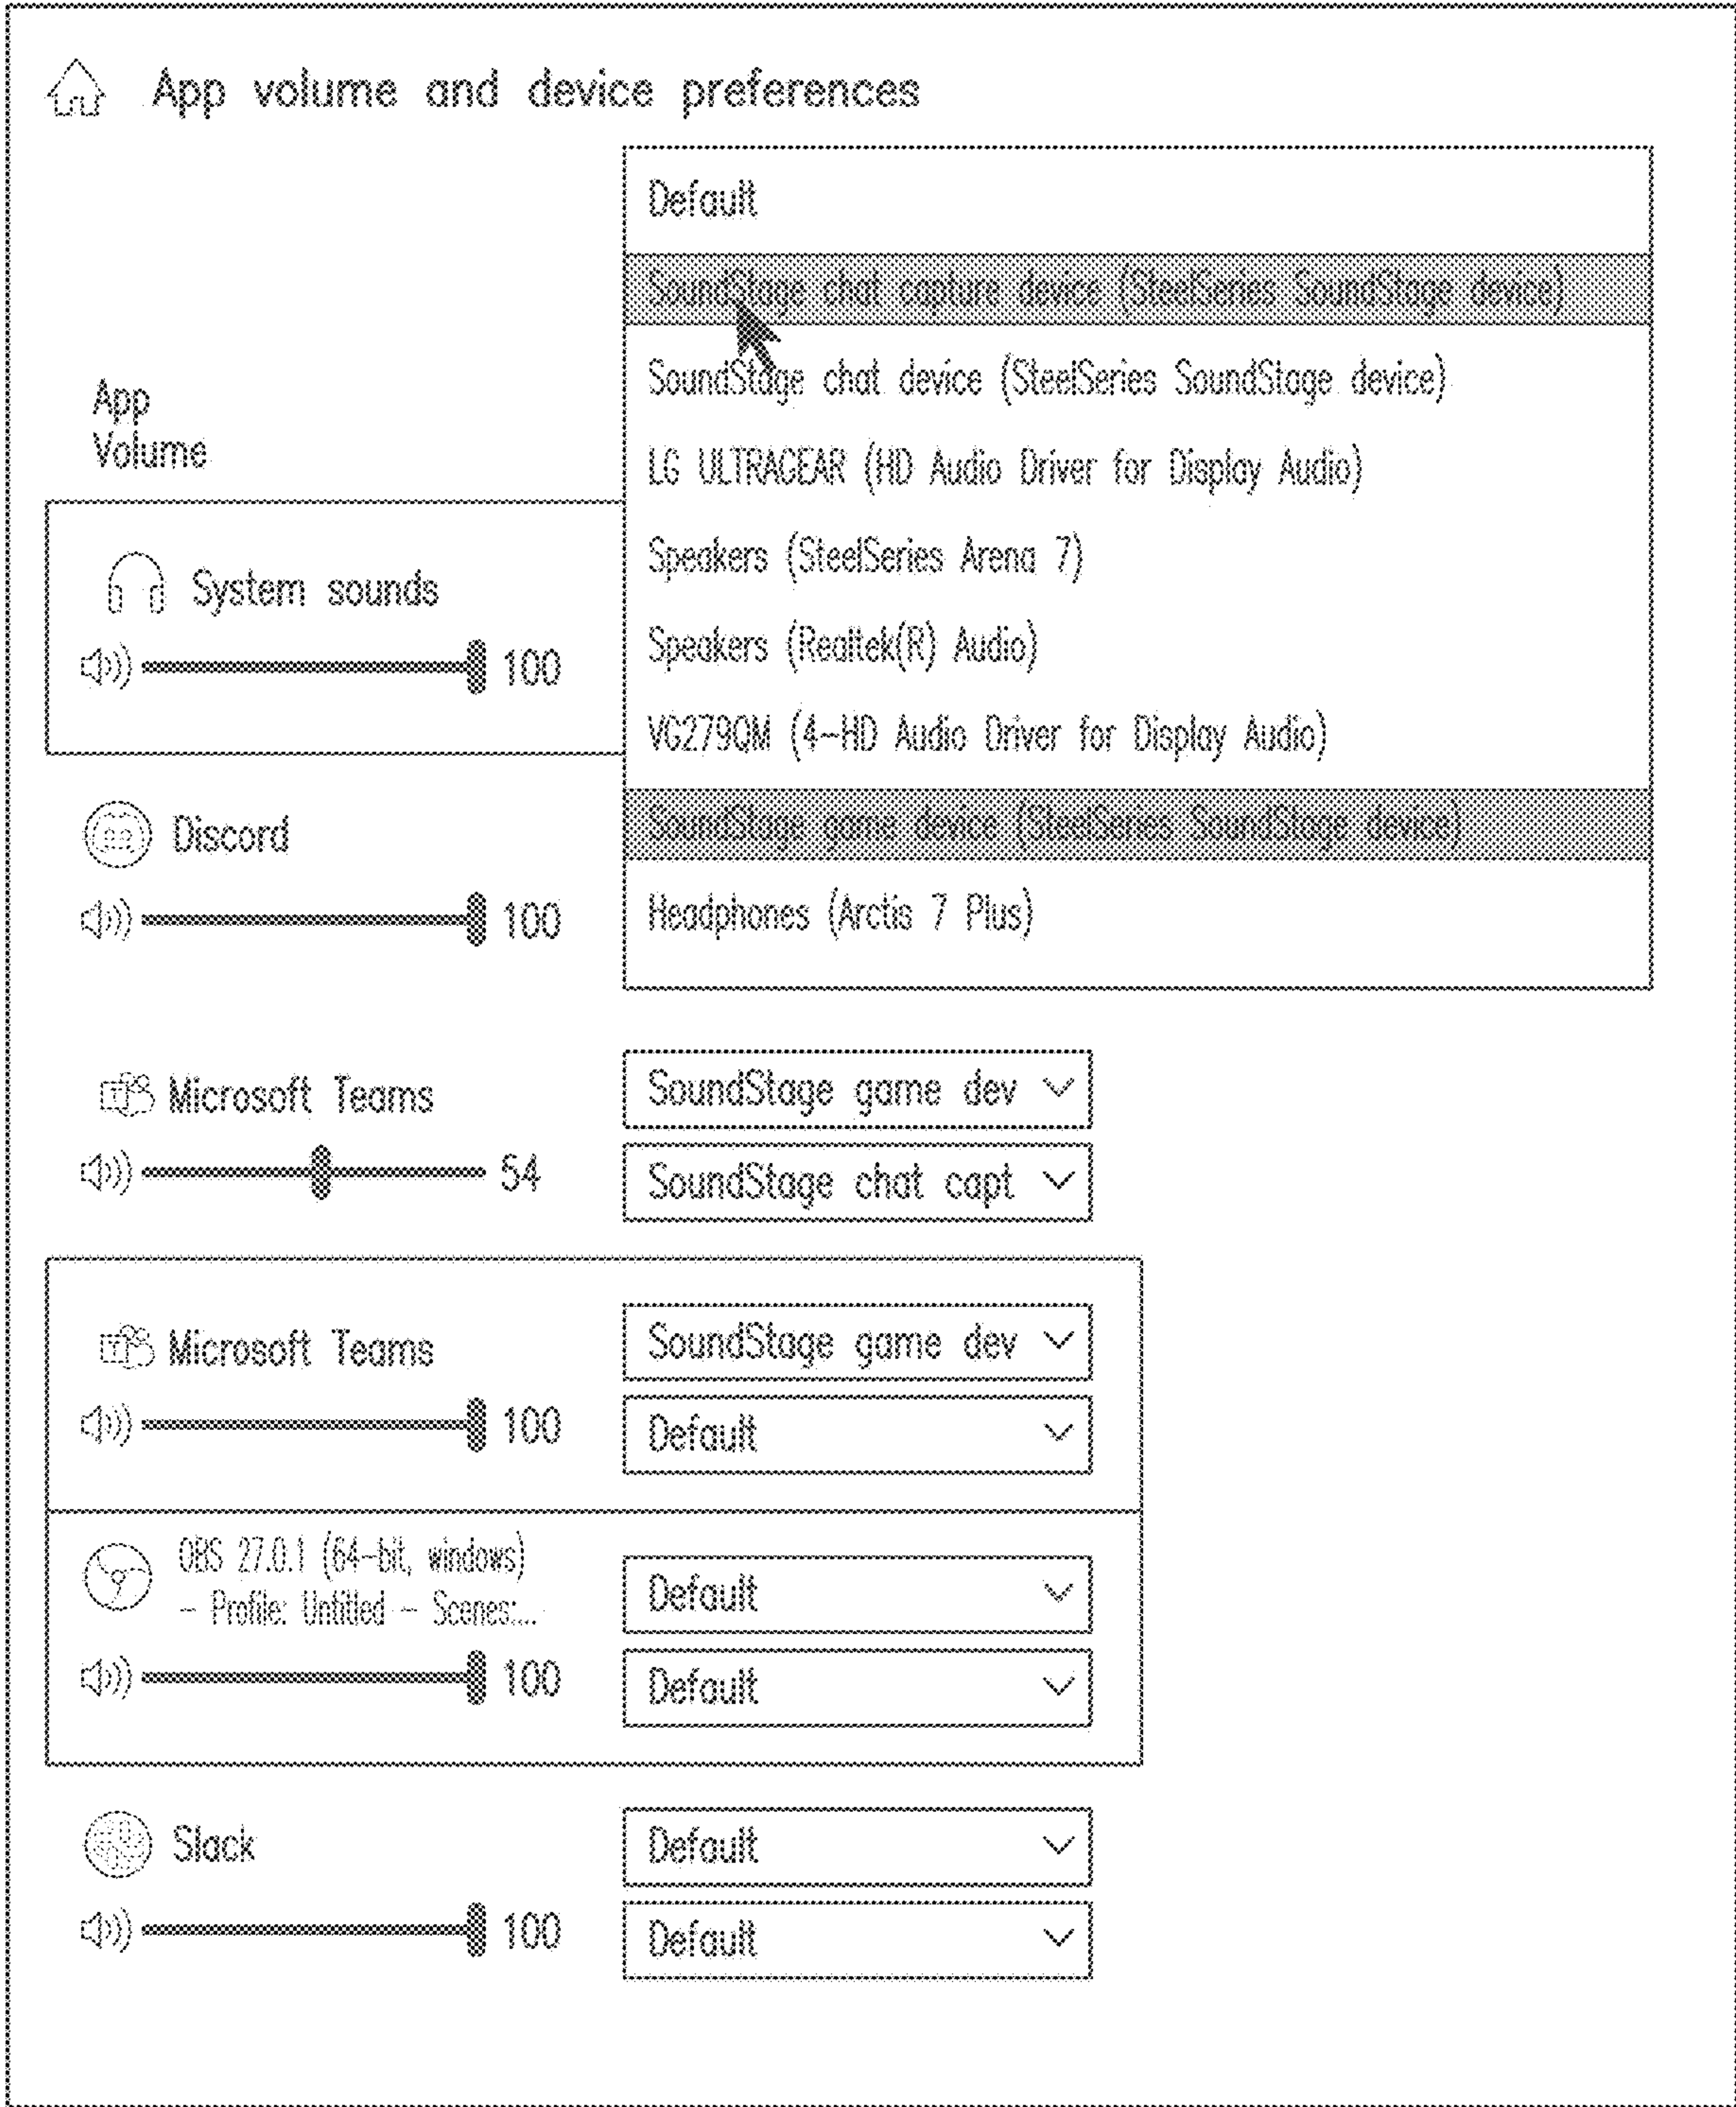 App volume and device preferences
Default
SoundStage chat capture device (SteelSeries SoundStage device)
SoundStage chat device (SteelSeries SoundStage device)
App
Volume
LG ULTRAGEAR (HD Audio Driver for Display Audio)
Speakers (SteelSeries Arena 7)
System sounds
Speakers (Realtek(R) Audio)
100
VG279QM (4-HD Audio Driver for Display Audio)
SoundStage game device (SteelSeries SoundStage device)
Discord
Headphones (Arctis 7 Plus)
100
Microsoft Teams
SoundStage game dev
54
SoundStage chat capt
Microsoft Teams
SoundStage game dev
100
Default
OBS 27.0.1 (64-bit, windows)
- Profile: Untitled - Scenes:...
Default
100
Default
Slack
Default
100
Default